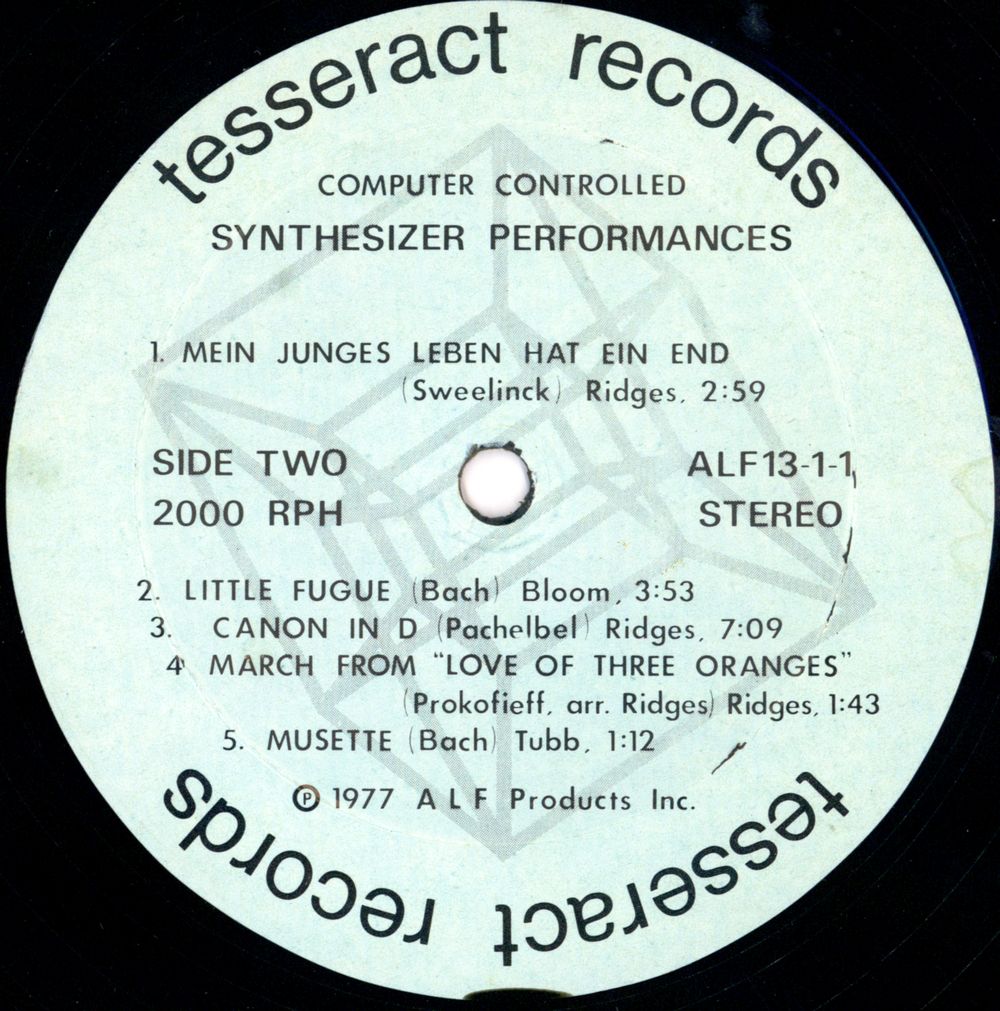 tesseract records
COMPUTER CONTROLLED
SYNTHESIZER PERFORMANCES
1. MEIN JUNGES LEBEN HAT EIN END
(Sweelinck) Ridges, 2:59
SIDE TWO
ALF13-1-1
2000 RPH
STEREO
2. LITTLE FUGUE (Bach) Bloom, 3:53
3. CANON IN D (Pachelbel) Ridges, 7:09
4 MARCH FROM "LOVE OF THREE ORANGES"
(Prokofieff, arr. Ridges) Ridges, 1:43
5. MUSETTE (Bach) Tubb, 1:12
℗ 1977 A L F Products Inc.
tesseract records